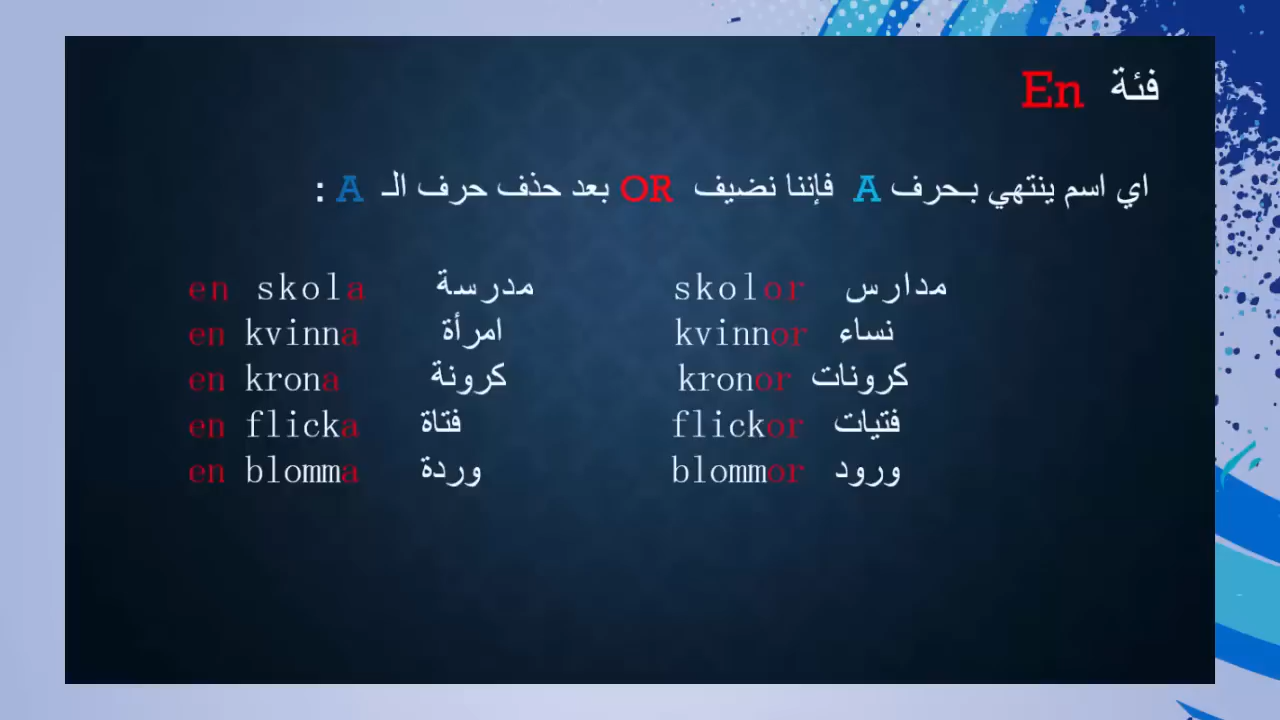 فئة En
اي اسم ينتهي بـحرف A فإننا نضيف OR بعد حذف حرف الـ A :
en skola مدرسة skolor مدارس
en kvinna امرأة kvinnor نساء
en krona كرونة kronor كرونات
en flicka فتاة flickor فتيات
en blomma وردة blommor ورود